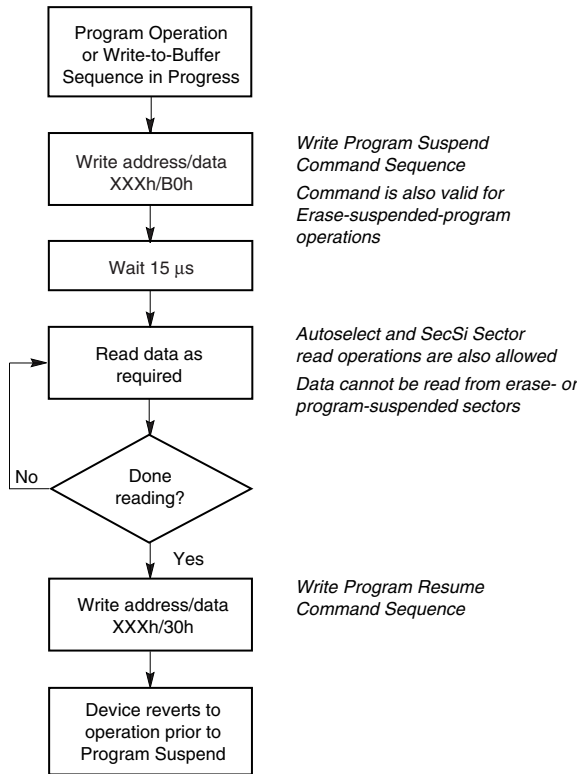 Program Operation
or Write-to-Buffer
Sequence in Progress
Write address/data
XXXh/B0h
Write Program Suspend
Command Sequence
Command is also valid for
Erase-suspended-program
operations
Wait 15 μs
Read data as
required
Autoselect and SecSi Sector
read operations are also allowed
Data cannot be read from erase- or
program-suspended sectors
No
Done
reading?
Yes
Write address/data
XXXh/30h
Write Program Resume
Command Sequence
Device reverts to
operation prior to
Program Suspend